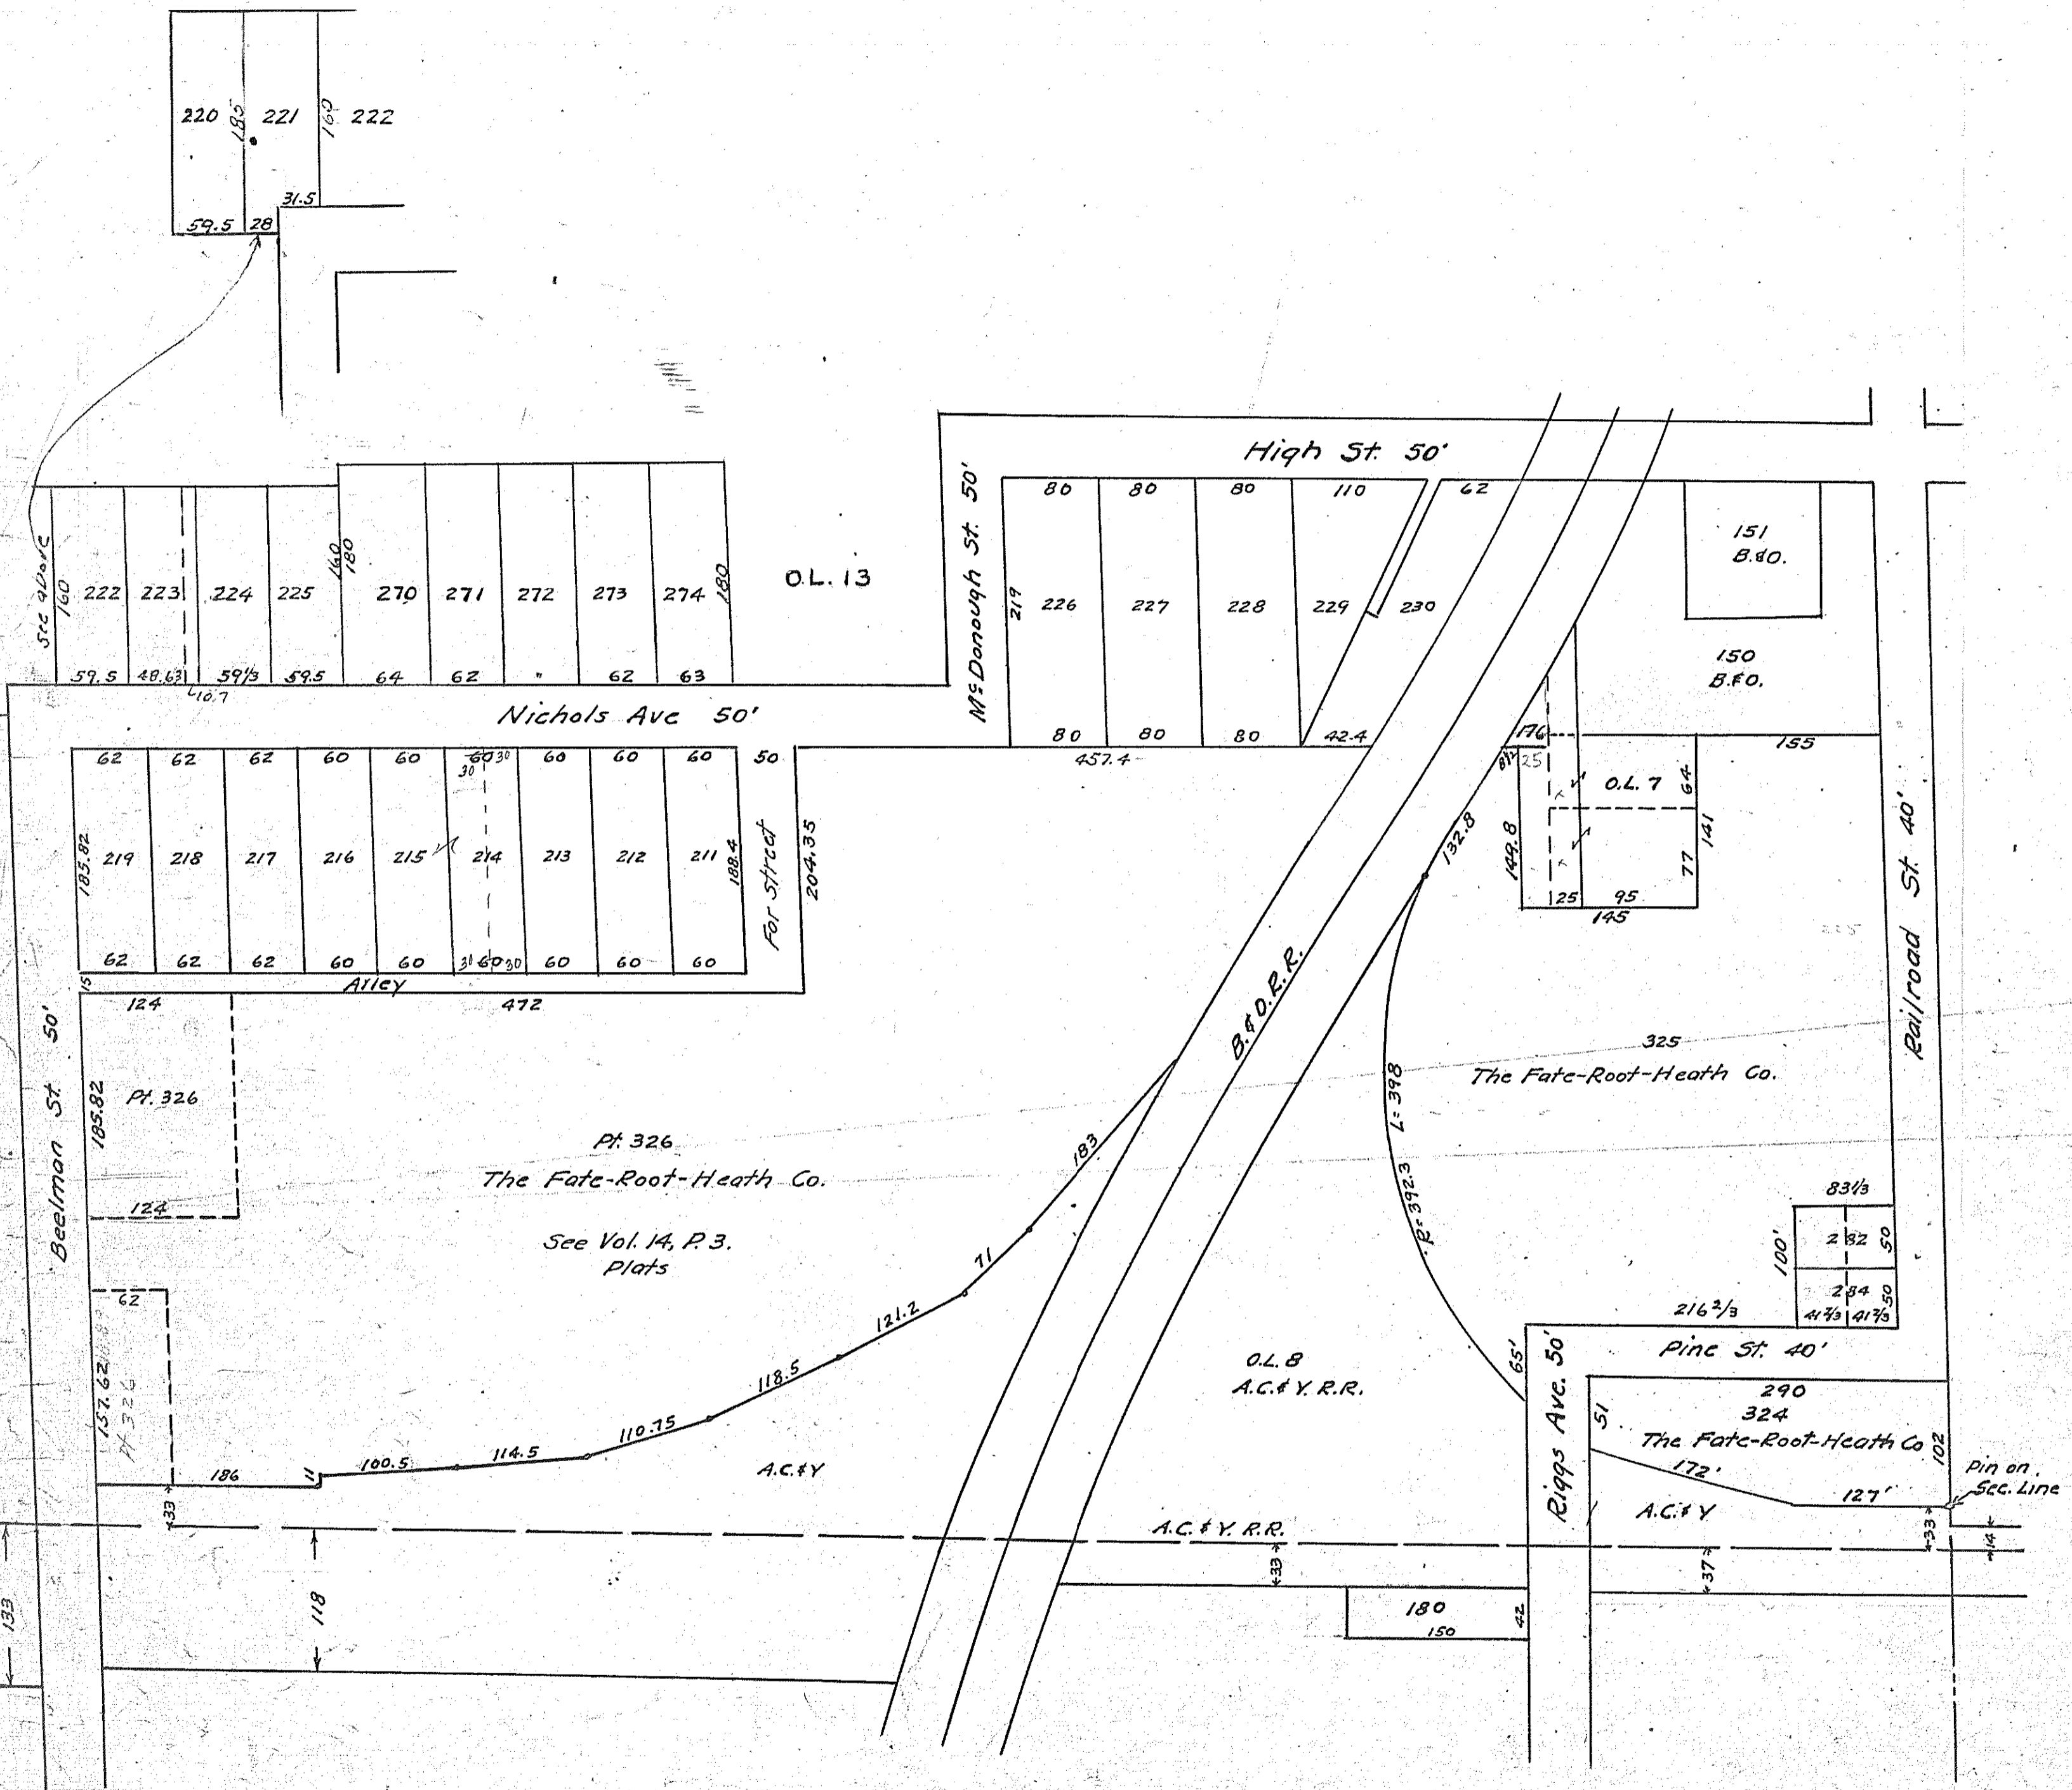 220 185 221 160 222
31.5
59.5 28
High St. 50'
McDonough St. 50'
80 80 80 110 62
151
B.&O.
See above
160 222 223 224 225 160 180 270 271 272 273 274 180
O.L. 13
219 226 227 228 229 230
150
B.&O.
59.5 48.63 59 1/3 59.5 64 62 " 62 63
10.7
Nichols Ave 50'
80 80 80 42.4
457.4
176
155
25
62 62 62 60 60 60 60 60 60 50
30 30
O.L. 7 64
185.82 219 218 217 216 215 214 213 212 211 188.4
For Street
204.35
132.8
149.8
77 141
25 95
145
Railroad St. 40'
62 62 62 60 60 30 60 30 60 60 60
15
Alley
124 472
Beelman St. 50'
B.&O.R.R.
185.82
Pt. 326
124
325
The Fate-Root-Heath Co.
L=398
R=392.3
Pt. 326
The Fate-Root-Heath Co.
See Vol. 14, P. 3.
Plats
183
71
121.2
118.5
110.75
114.5
100.5
11
186
62
157.62
Pt 326
83 1/3
100'
282 50
284 50
41 2/3 41 2/3
216 2/3
65'
Pine St. 40'
Riggs Ave. 50'
O.L. 8
A.C.&Y. R.R.
290
51 324
The Fate-Root-Heath Co
102
172'
127'
Pin on
Sec. Line
A.C.&Y
A.C.&Y
33
A.C.&Y. R.R.
33
33
14
37
133
118
180
150
42